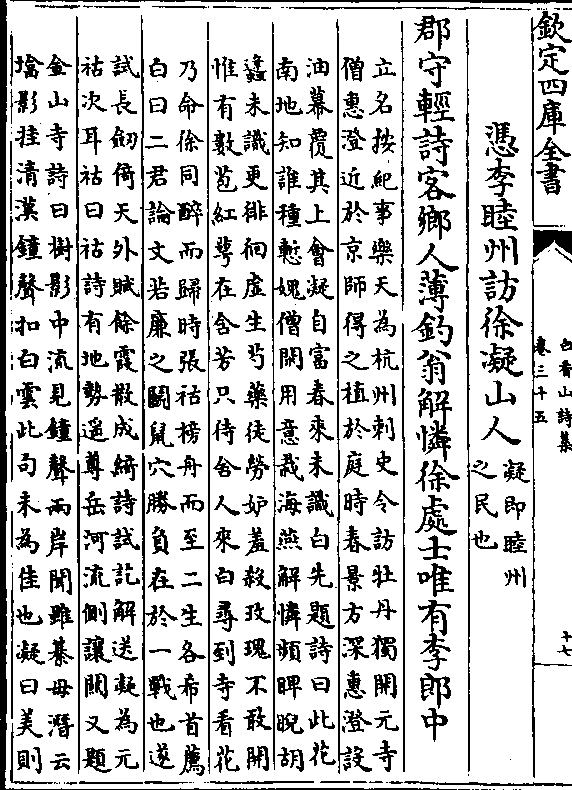 欽定四庫全書
白香山詩集
卷三十五
十七
憑李睦州訪徐凝山人
凝即睦州
之民也
郡守輕詩客鄉人薄釣翁解憐徐處士唯有李郎中
立名按紀事樂天為杭州刺史令訪牡丹獨開元寺
僧惠澄近於京師得之植於庭時春景方深惠澄設
油幕覆其上會凝自富春來未識白先題詩曰此花
南地知誰種慙媿僧開用意栽海燕解憐頻睥睨胡
蠭未識更徘徊虛生芍藥徒勞妒羞殺玫瑰不敢開
惟有數苞紅蕚在含芳只待舍人來白尋到寺看花
乃命徐同醉而歸時張祜榜舟而至二生各希首薦
白曰二君論文若廉之鬬鼠穴勝負在於一戰也遂
試長劒倚天外賦餘霞散成綺詩試訖解送凝為元
祜次耳祜曰祜詩有地勢遥尊岳河流側讓關又題
金山寺詩曰樹影中流見鐘聲兩岸聞雖綦毋潛云
墖影挂清漢鐘聲扣白雲此句未為佳也凝曰美則